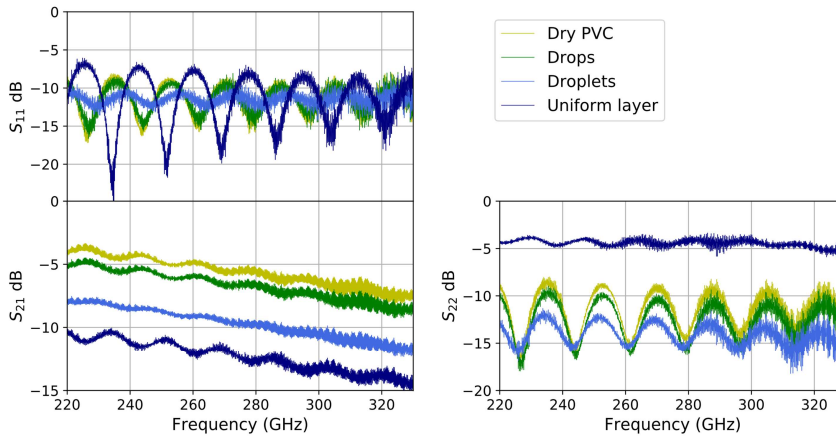 0
−5
−10
−15
−20
S11 dB
Dry PVC
Drops
Droplets
Uniform layer
0
−5
−10
−15
S21 dB
220 240 260 280 300 320
Frequency (GHz)
0
−5
−10
−15
−20
S22 dB
220 240 260 280 300 320
Frequency (GHz)